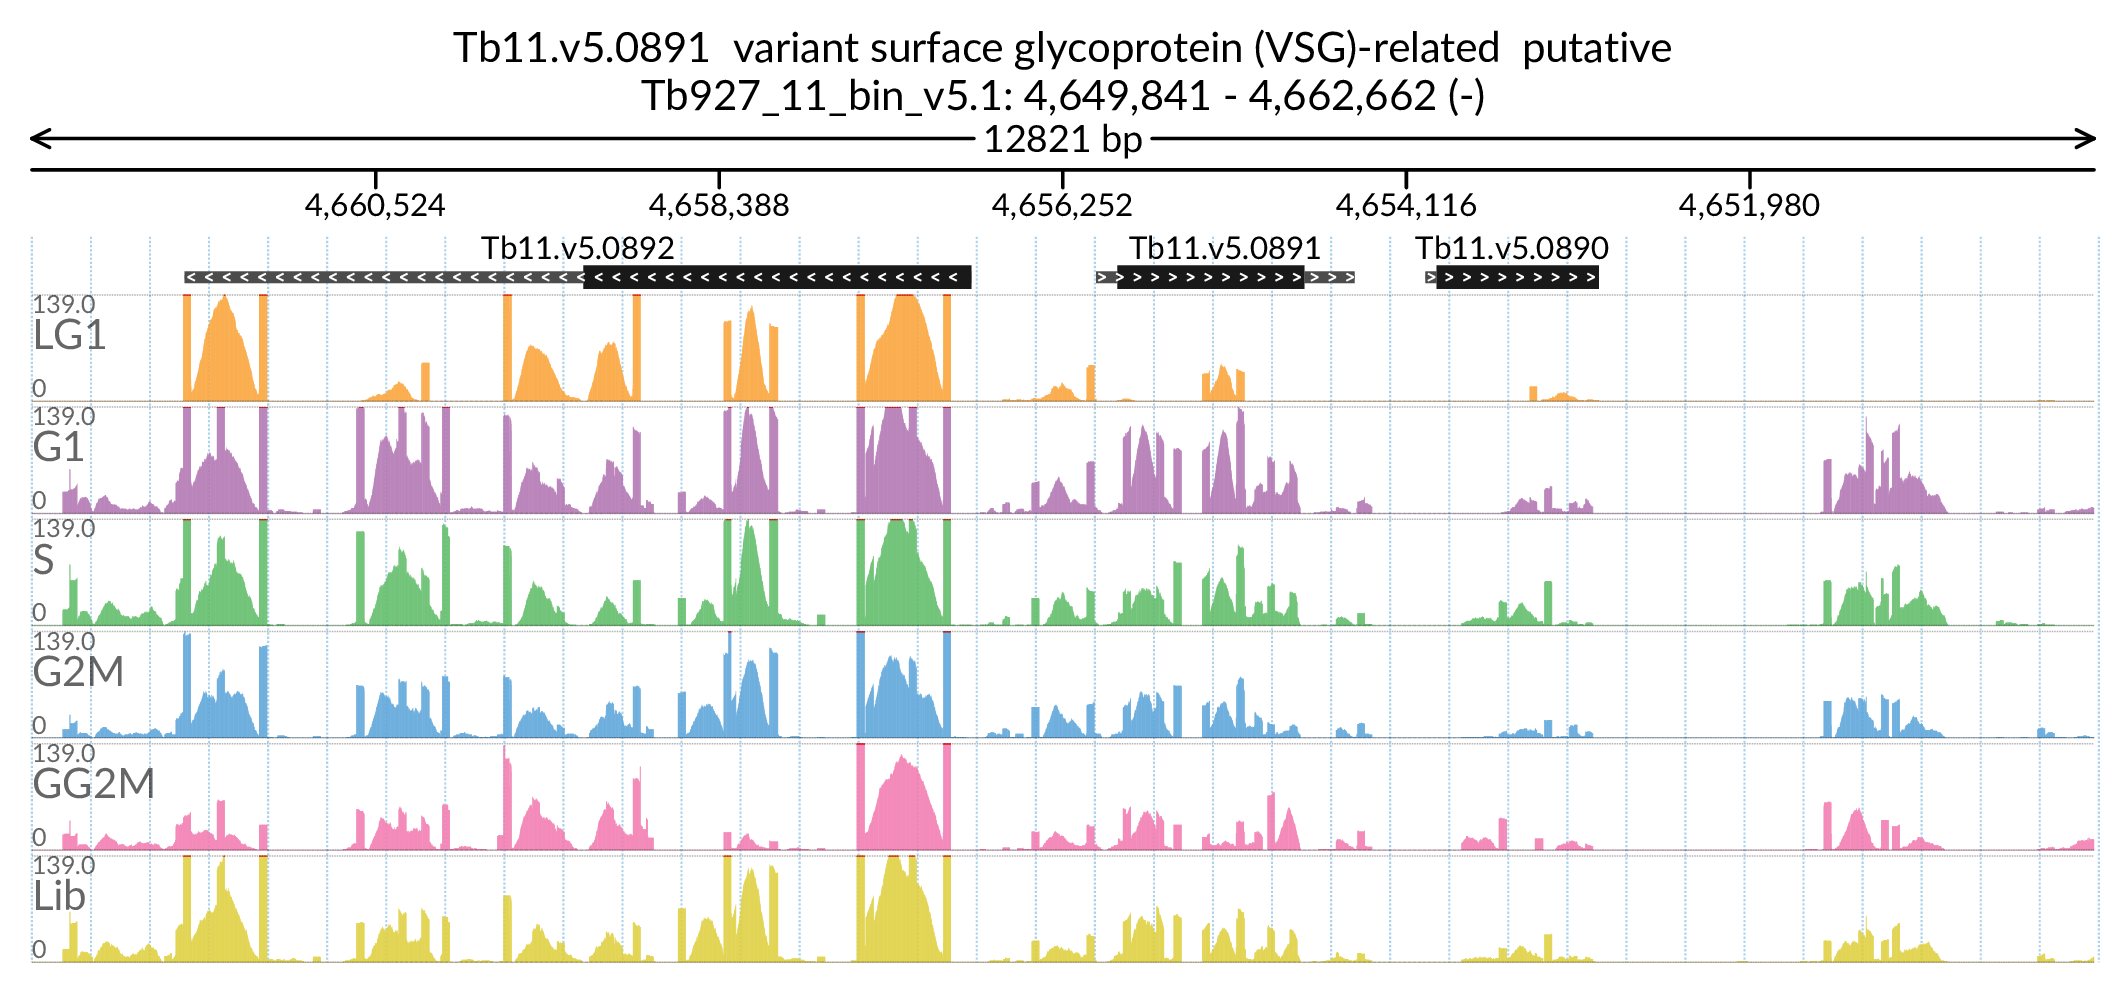 Tb11.v5.0891  variant surface glycoprotein (VSG)-related  putative
Tb927_11_bin_v5.1: 4,649,841 - 4,662,662 (-)
12821 bp
4,660,524 4,658,388 4,656,252 4,654,116 4,651,980
Tb11.v5.0892 Tb11.v5.0891 Tb11.v5.0890
139.0
LG1
0
139.0
G1
0
139.0
S
0
139.0
G2M
0
139.0
GG2M
0
139.0
Lib
0